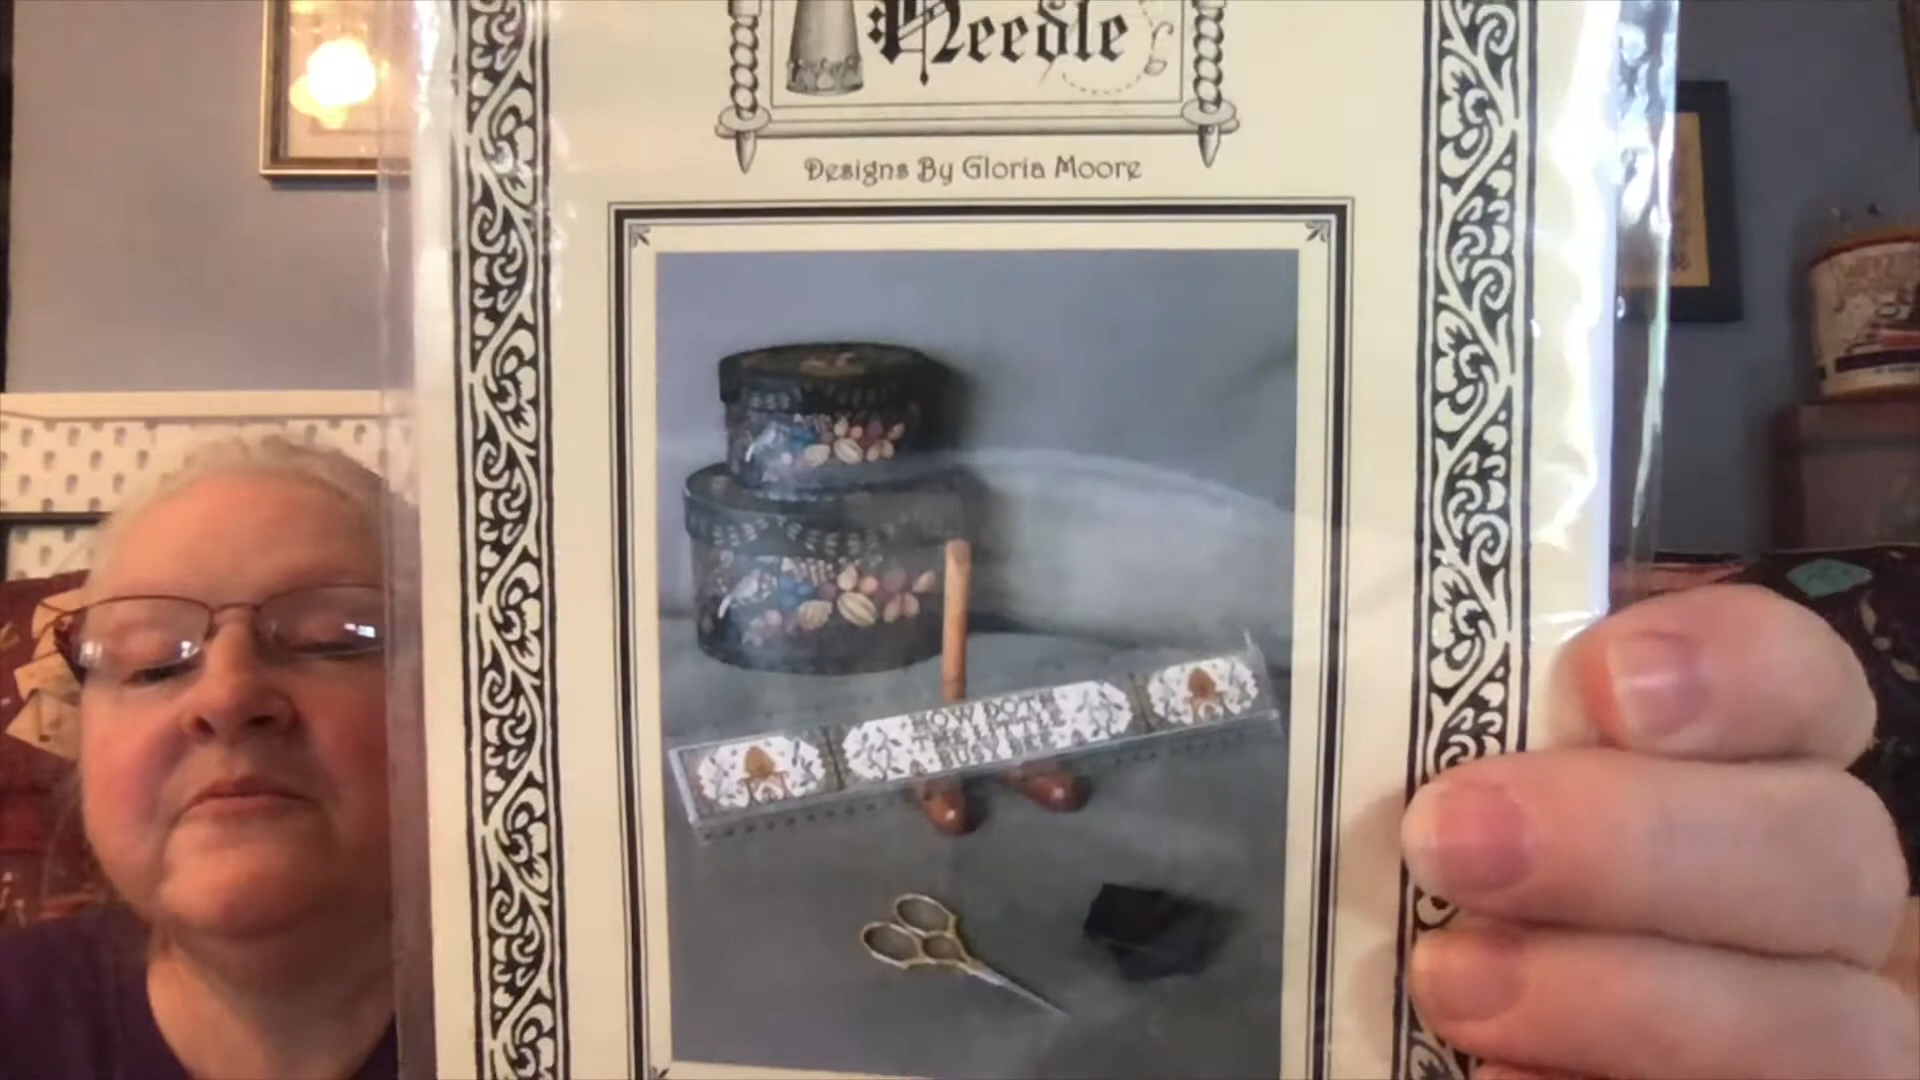 Needle
Designs By Gloria Moore
HOW DOTH
THE LITTLE
BUSY BEE